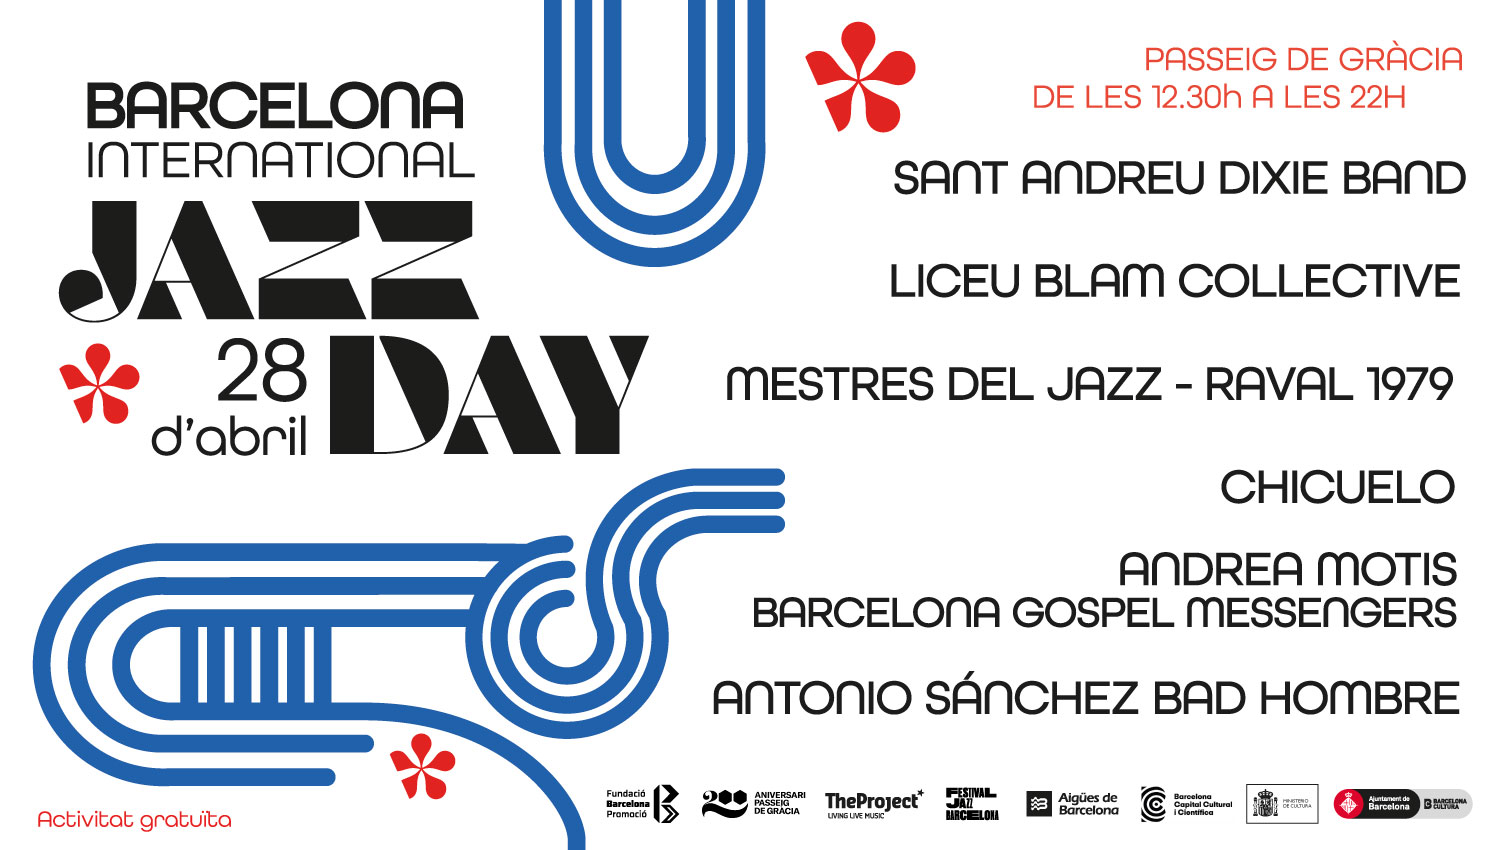 BARCELONA
INTERNATIONAL
JAZZ
28
d'abril
DAY
PASSEIG DE GRÀCIA
DE LES 12.30h A LES 22H
SANT ANDREU DIXIE BAND
LICEU BLAM COLLECTIVE
MESTRES DEL JAZZ - RAVAL 1979
CHICUELO
ANDREA MOTIS
BARCELONA GOSPEL MESSENGERS
ANTONIO SÁNCHEZ BAD HOMBRE
Activitat gratuïta
Fundació
Barcelona
Promoció
200
ANIVERSARI
PASSEIG
DE GRÀCIA
TheProject
LIVING LIVE MUSIC
FESTIVAL
JAZZ
BARCELONA
Aigües de
Barcelona
Barcelona
Capital Cultural
i Científica
MINISTERIO
DE CULTURA
Ajuntament de
Barcelona
BARCELONA
CULTURA